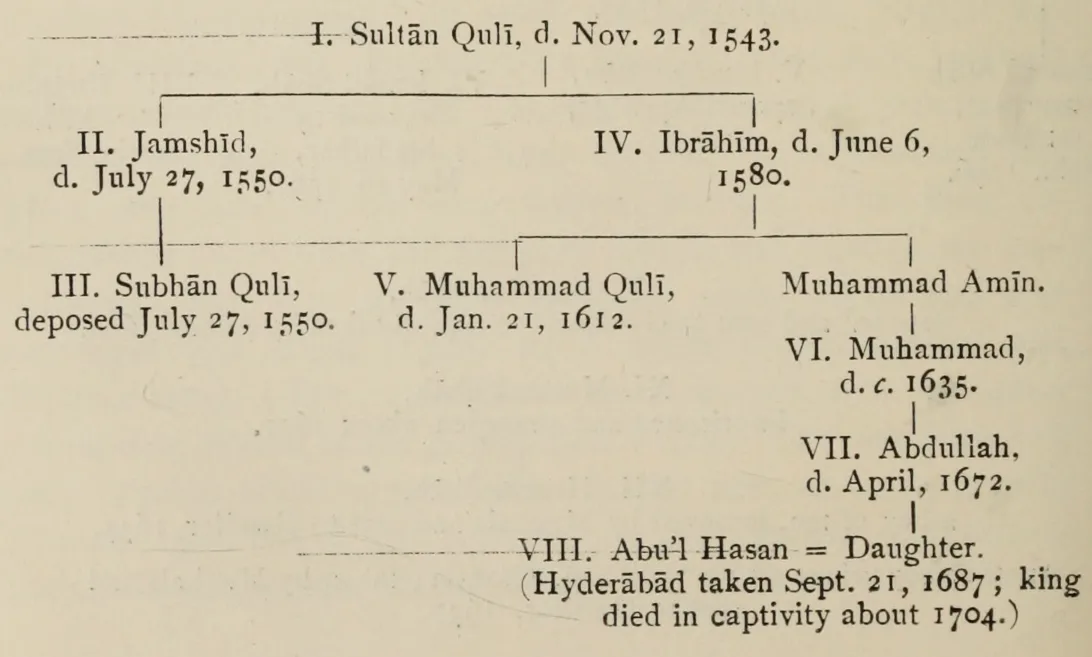 I. Sultān Qulī, d. Nov. 21, 1543.
II. Jamshīd,
d. July 27, 1550.
IV. Ibrāhīm, d. June 6,
1580.
III. Subhān Qulī,
deposed July 27, 1550.
V. Muhammad Qulī,
d. Jan. 21, 1612.
Muhammad Amīn.
VI. Muhammad,
d. c. 1635.
VII. Abdullah,
d. April, 1672.
VIII. Abu’l Hasan = Daughter.
(Hyderābād taken Sept. 21, 1687 ; king
died in captivity about 1704.)